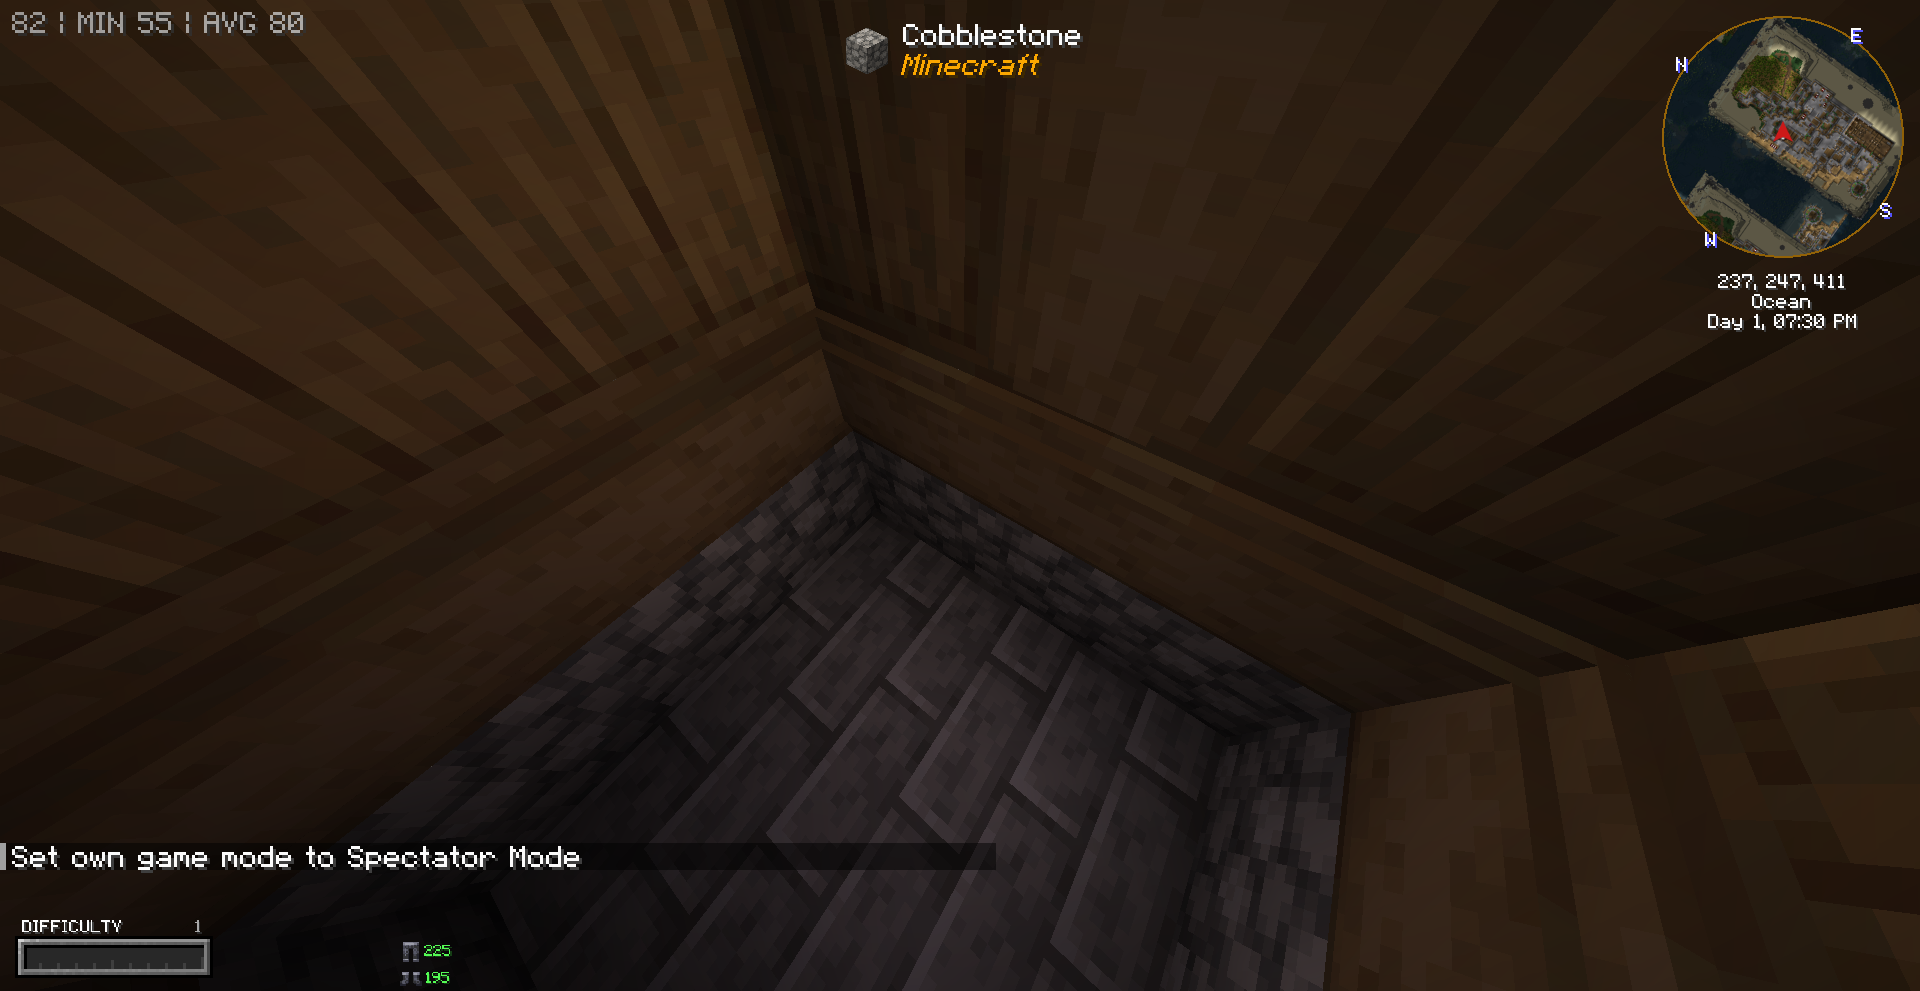 82 | MIN 55 | AVG 80
Cobblestone
Minecraft
E
N
S
W
237, 247, 411
Ocean
Day 1, 07:30 PM
Set own game mode to Spectator Mode
DIFFICULTY 1
225
195